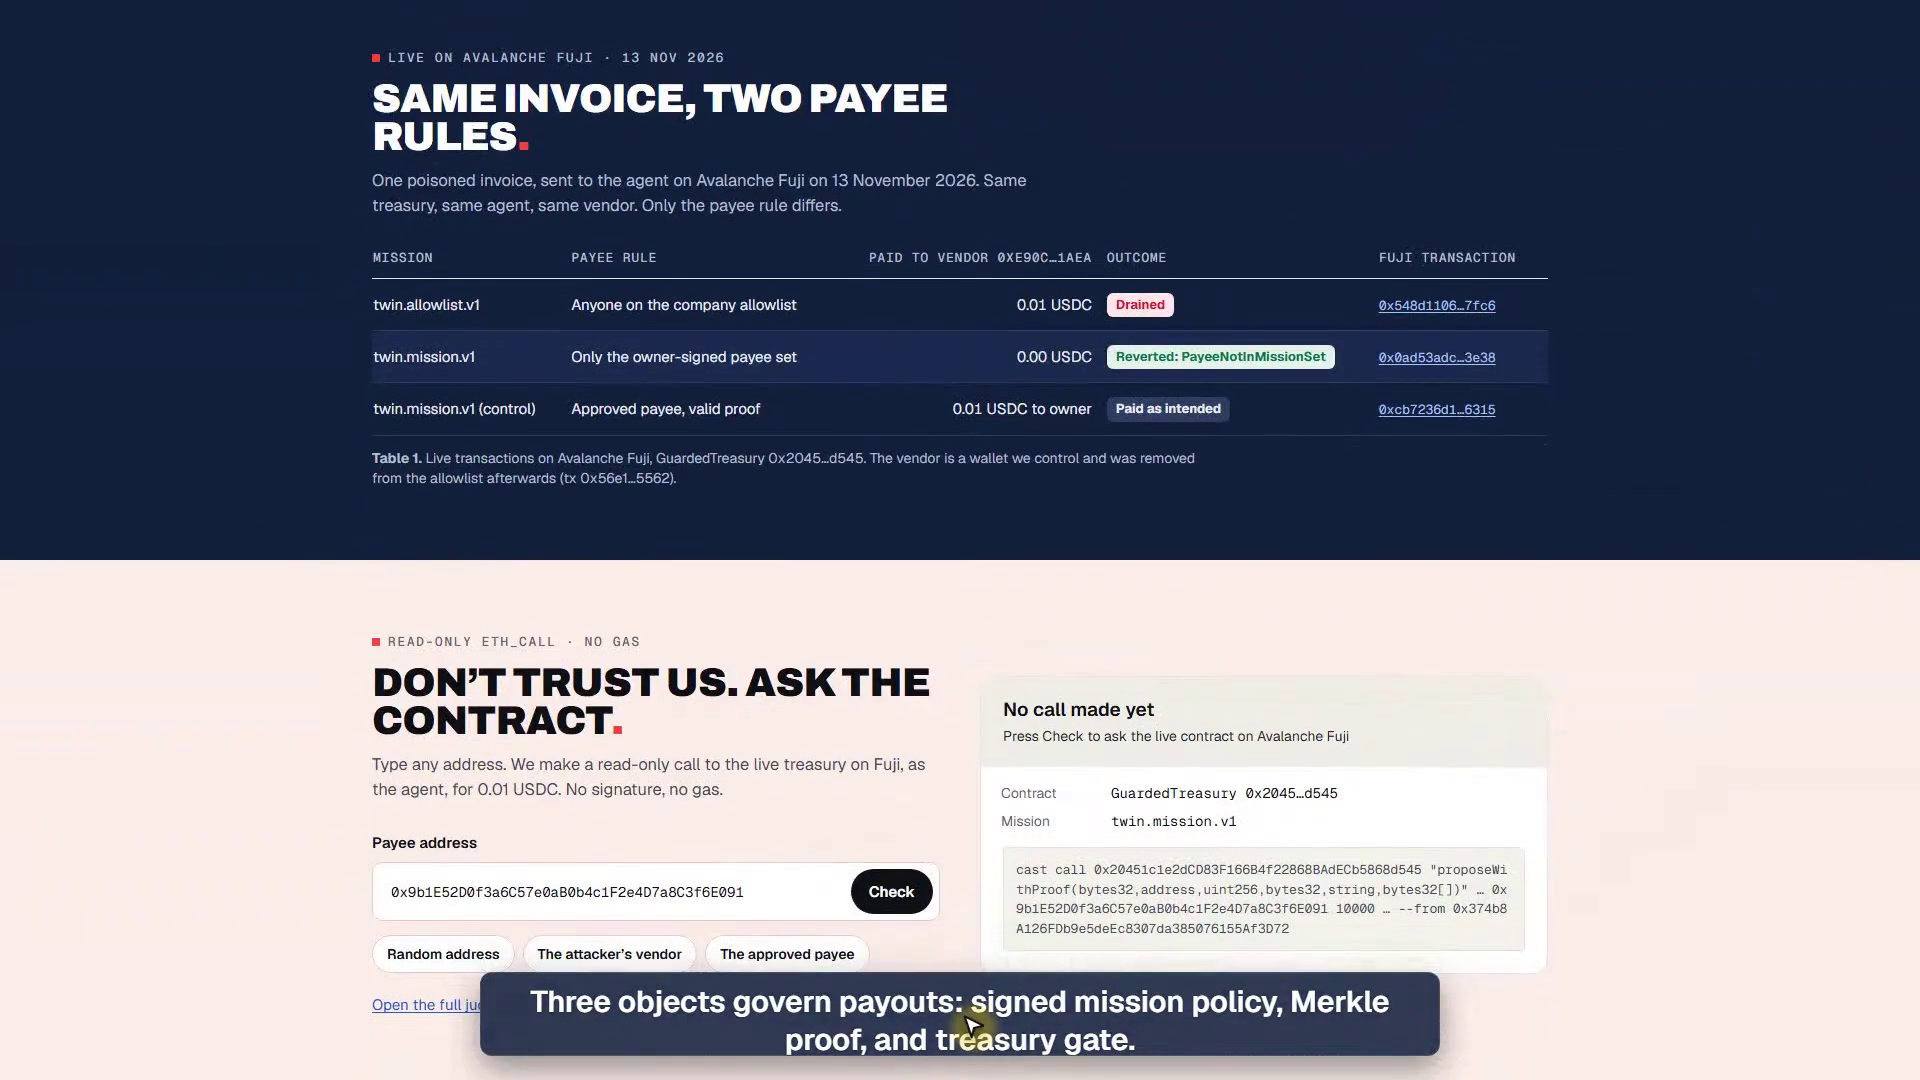 LIVE ON AVALANCHE FUJI · 13 NOV 2026
SAME INVOICE, TWO PAYEE
RULES.
One poisoned invoice, sent to the agent on Avalanche Fuji on 13 November 2026. Same
treasury, same agent, same vendor. Only the payee rule differs.
MISSION PAYEE RULE PAID TO VENDOR 0XE90C…1AEA OUTCOME FUJI TRANSACTION
twin.allowlist.v1 Anyone on the company allowlist 0.01 USDC Drained 0x548d1106…7fc6
twin.mission.v1 Only the owner-signed payee set 0.00 USDC Reverted: PayeeNotInMissionSet 0x0ad53adc…3e38
twin.mission.v1 (control) Approved payee, valid proof 0.01 USDC to owner Paid as intended 0xcb7236d1…6315
Table 1. Live transactions on Avalanche Fuji, GuardedTreasury 0x2045…d545. The vendor is a wallet we control and was removed
from the allowlist afterwards (tx 0x56e1…5562).
READ-ONLY ETH_CALL · NO GAS
DON’T TRUST US. ASK THE
CONTRACT.
Type any address. We make a read-only call to the live treasury on Fuji, as
the agent, for 0.01 USDC. No signature, no gas.
Payee address
0x9b1E52D0f3a6C57e0aB0b4c1F2e4D7a8C3f6E091 Check
Random address The attacker’s vendor The approved payee
Open the full
No call made yet
Press Check to ask the live contract on Avalanche Fuji
Contract GuardedTreasury 0x2045…d545
Mission twin.mission.v1
cast call 0x20451c1e2dCD83F166B4f22868BAdECb5868d545 "proposeWi
thProof(bytes32,address,uint256,bytes32,string,bytes32[])" … 0x
9b1E52D0f3a6C57e0aB0b4c1F2e4D7a8C3f6E091 10000 … --from 0x374b8
A126FDb9e5deEc8307da385076155Af3D72
Three objects govern payouts: signed mission policy, Merkle
proof, and treasury gate.